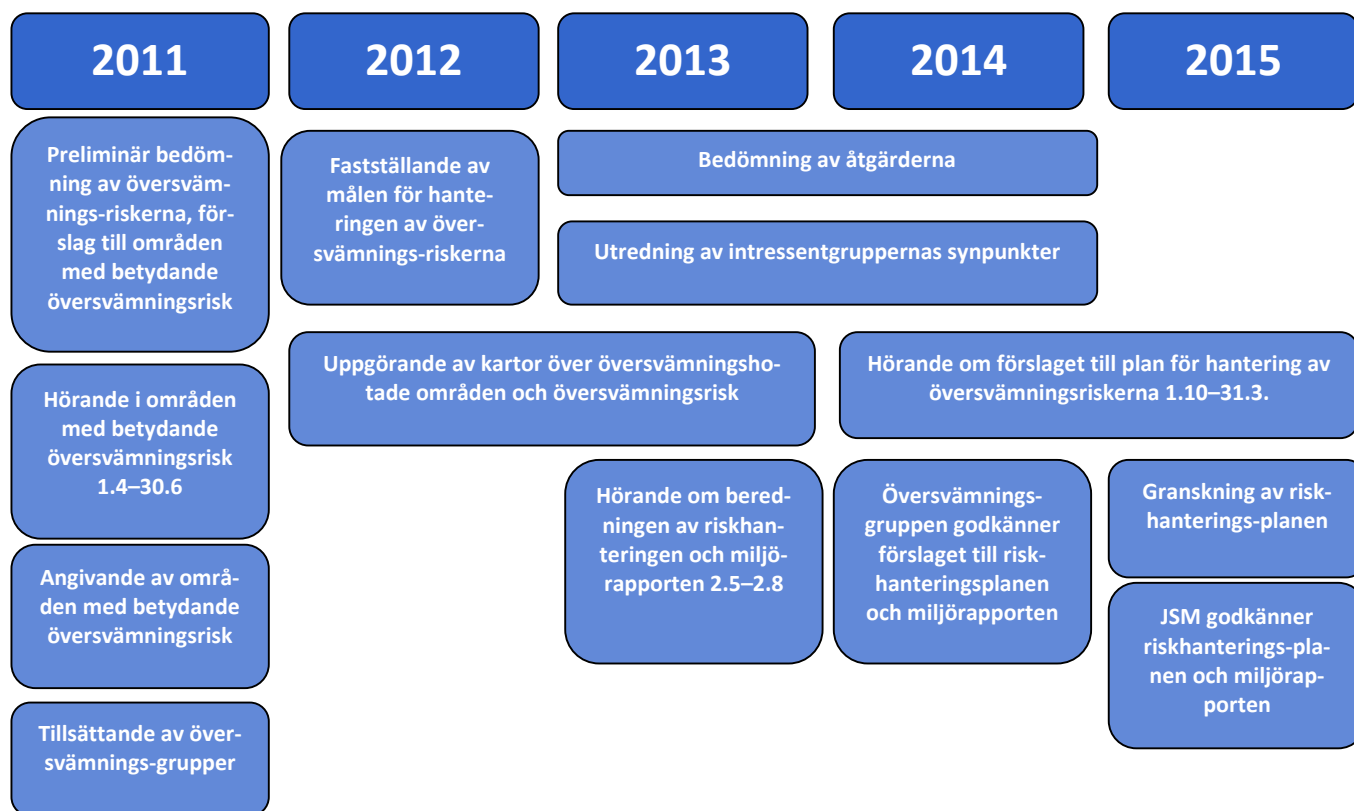 2011
2012
2013
2014
2015
Preliminär bedöm-
ning av översväm-
nings-riskerna, för-
slag till områden
med betydande
översvämningsrisk
Hörande i områden
med betydande
översvämningsrisk
1.4–30.6
Angivande av områ-
den med betydande
översvämningsrisk
Tillsättande av över-
svämnings-grupper
Fastställande av
målen för hante-
ringen av över-
svämnings-riskerna
Bedömning av åtgärderna
Utredning av intressentgruppernas synpunkter
Uppgörande av kartor över översvämningsho-
tade områden och översvämningsrisk
Hörande om förslaget till plan för hantering av
översvämningsriskerna 1.10–31.3.
Hörande om bered-
ningen av riskhan-
teringen och miljö-
rapporten 2.5–2.8
Översvämnings-
gruppen godkänner
förslaget till risk-
hanteringsplanen
och miljörapporten
Granskning av risk-
hanterings-planen
JSM godkänner
riskhanterings-pla-
nen och miljörap-
porten